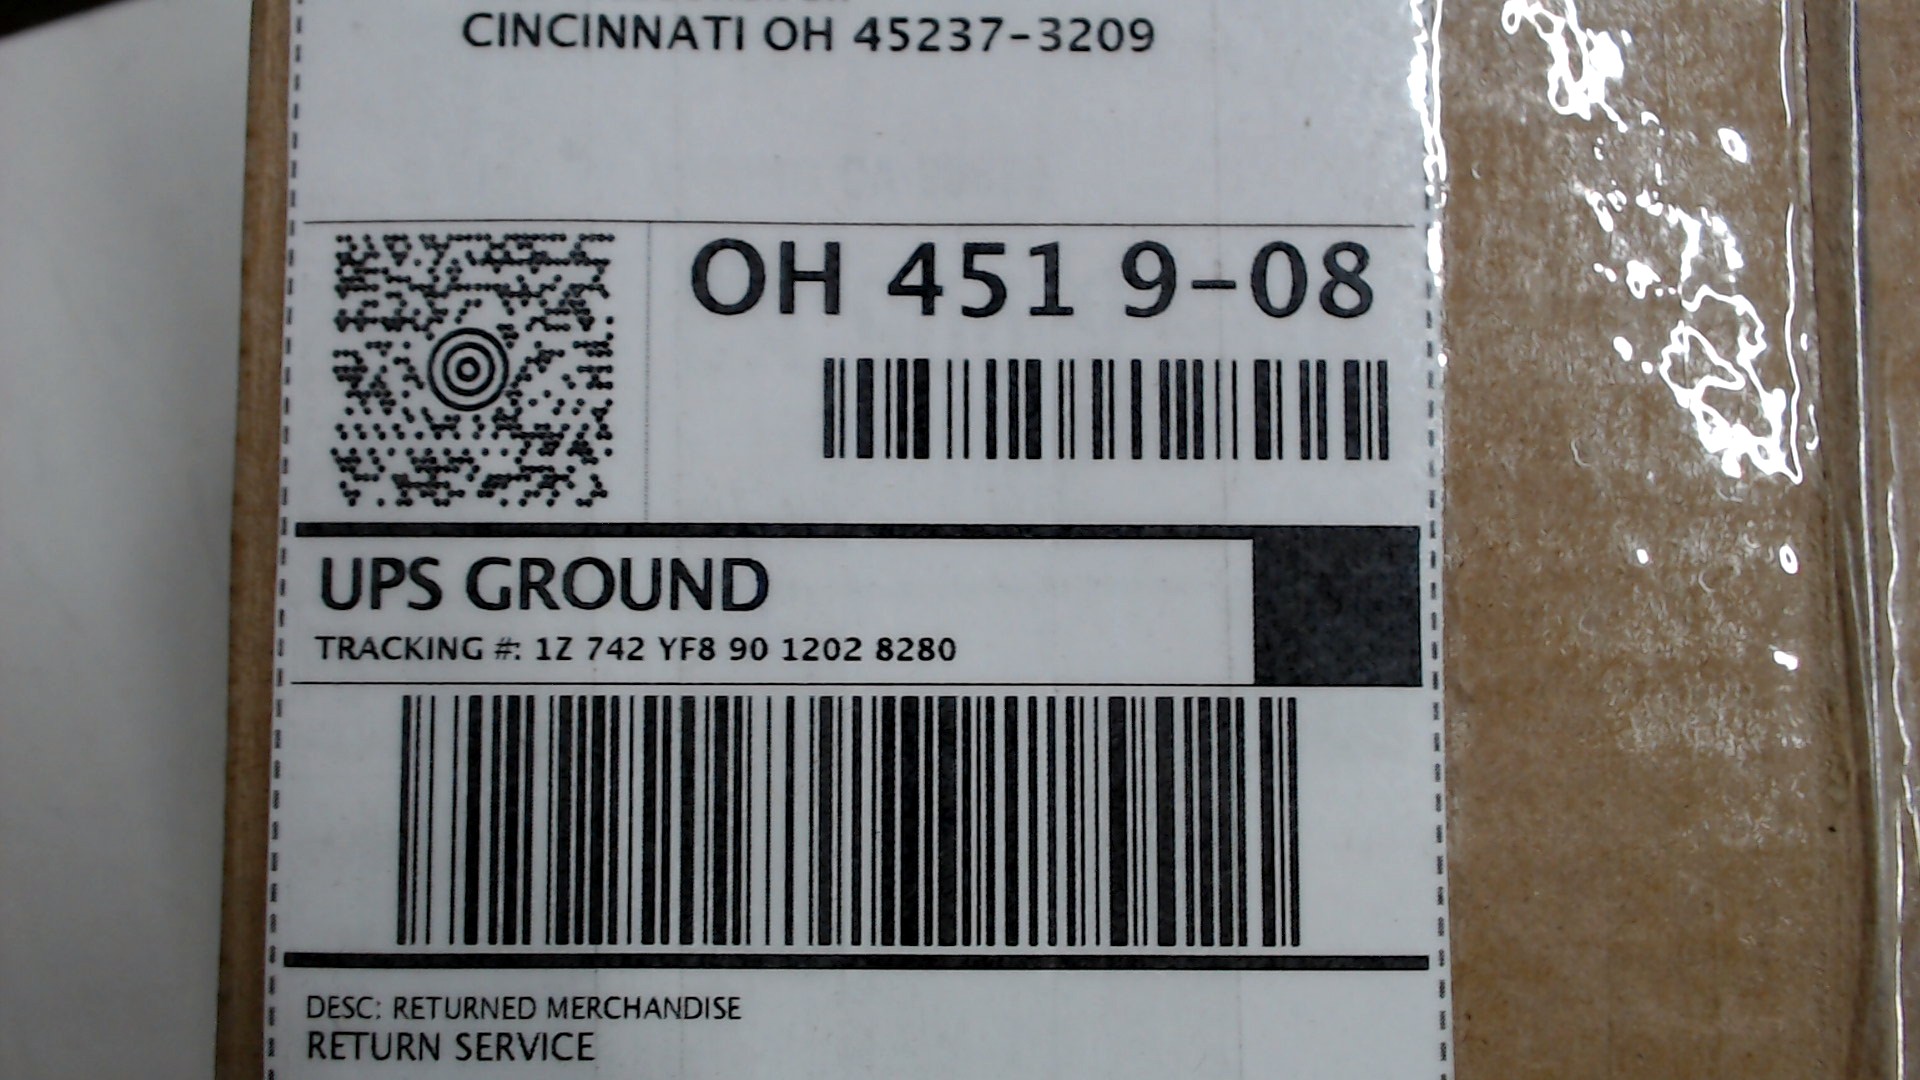 CINCINNATI OH 45237-3209
OH 451 9-08
UPS GROUND
TRACKING #: 1Z 742 YF8 90 1202 8280
DESC: RETURNED MERCHANDISE
RETURN SERVICE